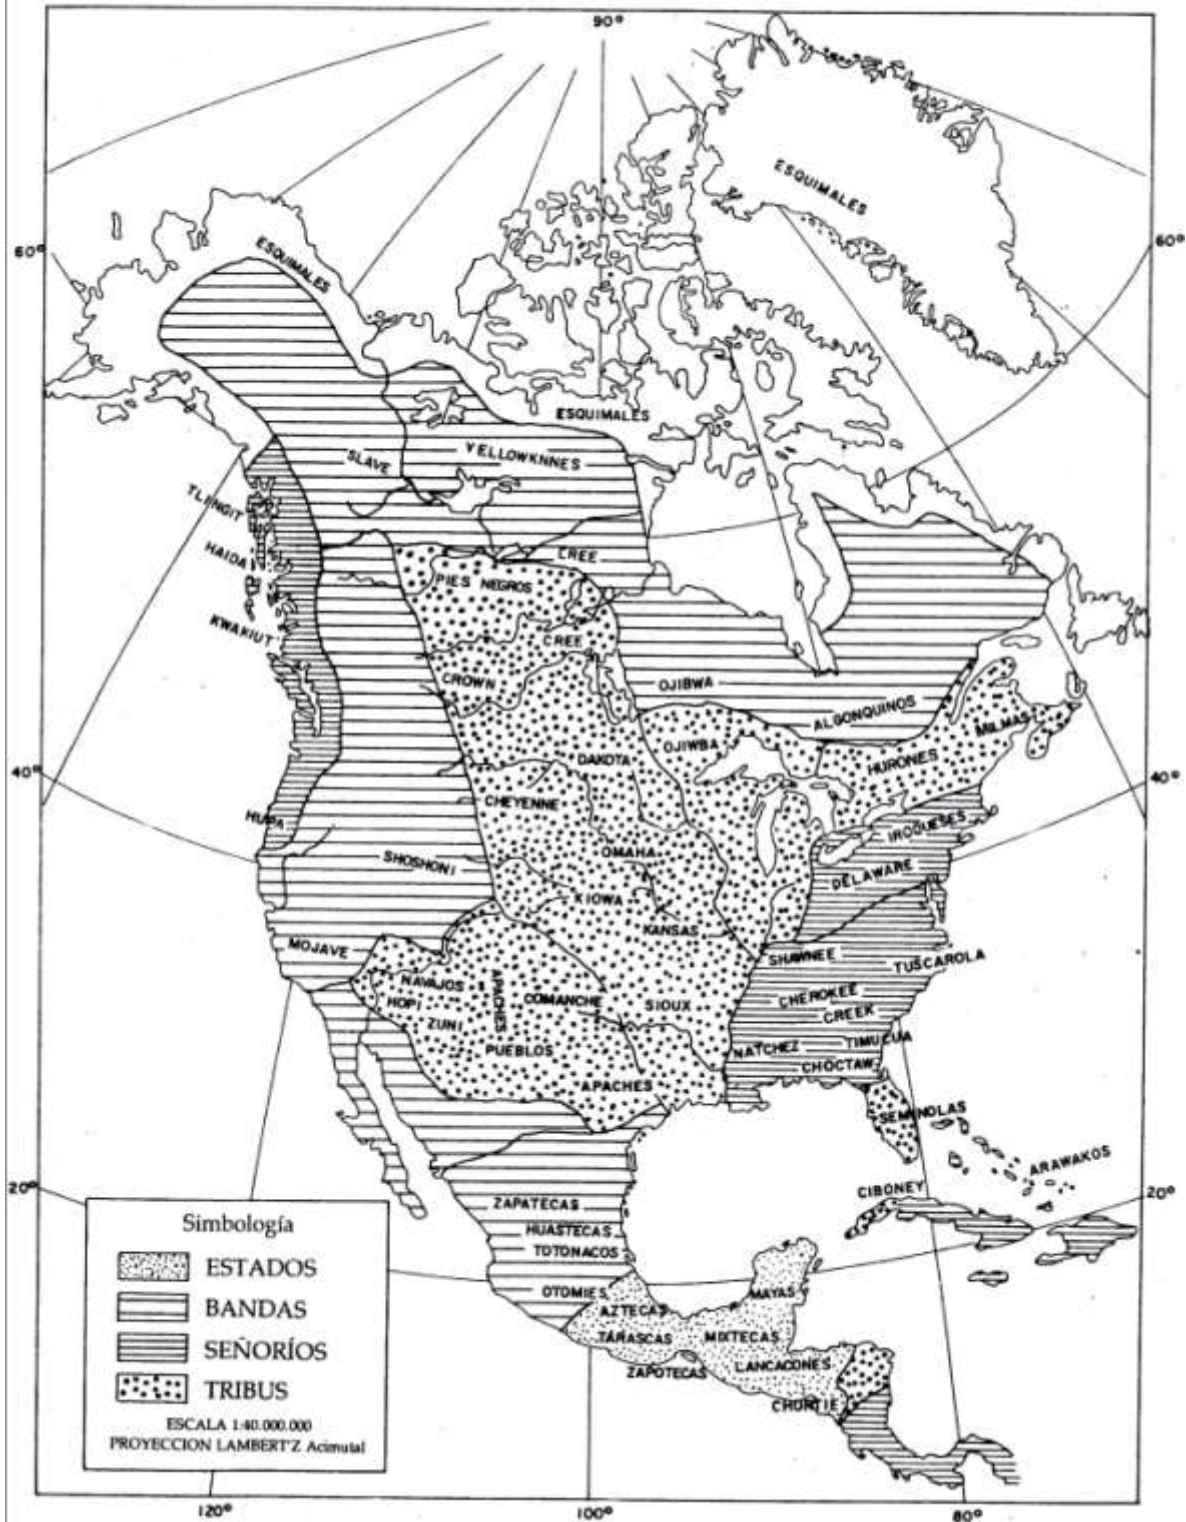 90°
ESQUIMALES
60°
60°
ESQUIMALES
ESQUIMALES
YELLOWKNNES
SLAVE
TLINGIT
HAIDA
CREE
PIES NEGROS
KWAKIUT
CREE
CROWN
OJIBWA
ALGONQUINOS
MILMAS
OJIWBA
HURONES
DAKOTA
40°
40°
CHEYENNE
HUPA
IROQUESES
OMAHA
SHOSHONI
DELAWARE
KIOWA
KANSAS
MOJAVE
SHAWNEE
TUSCAROLA
NAVAJOS
APACHES
HOPI
COMANCHE
SIOUX
CHEROKEE
CREEK
ZUNI
PUEBLOS
NATCHEZ
TIMUCUA
CHOCTAW
APACHES
SEMINOLAS
ARAWAKOS
CIBONEY
20°
20°
ZAPATECAS
HUASTECAS
TOTONACOS
OTOMIES
MAYAS
AZTECAS
TARASCAS
MIXTECAS
LANCACONES
ZAPOTECAS
CHORTIE
Simbología
ESTADOS
BANDAS
SEÑORÍOS
TRIBUS
ESCALA 1:40.000.000
PROYECCION LAMBERT'Z Acimutal
120°
100°
80°